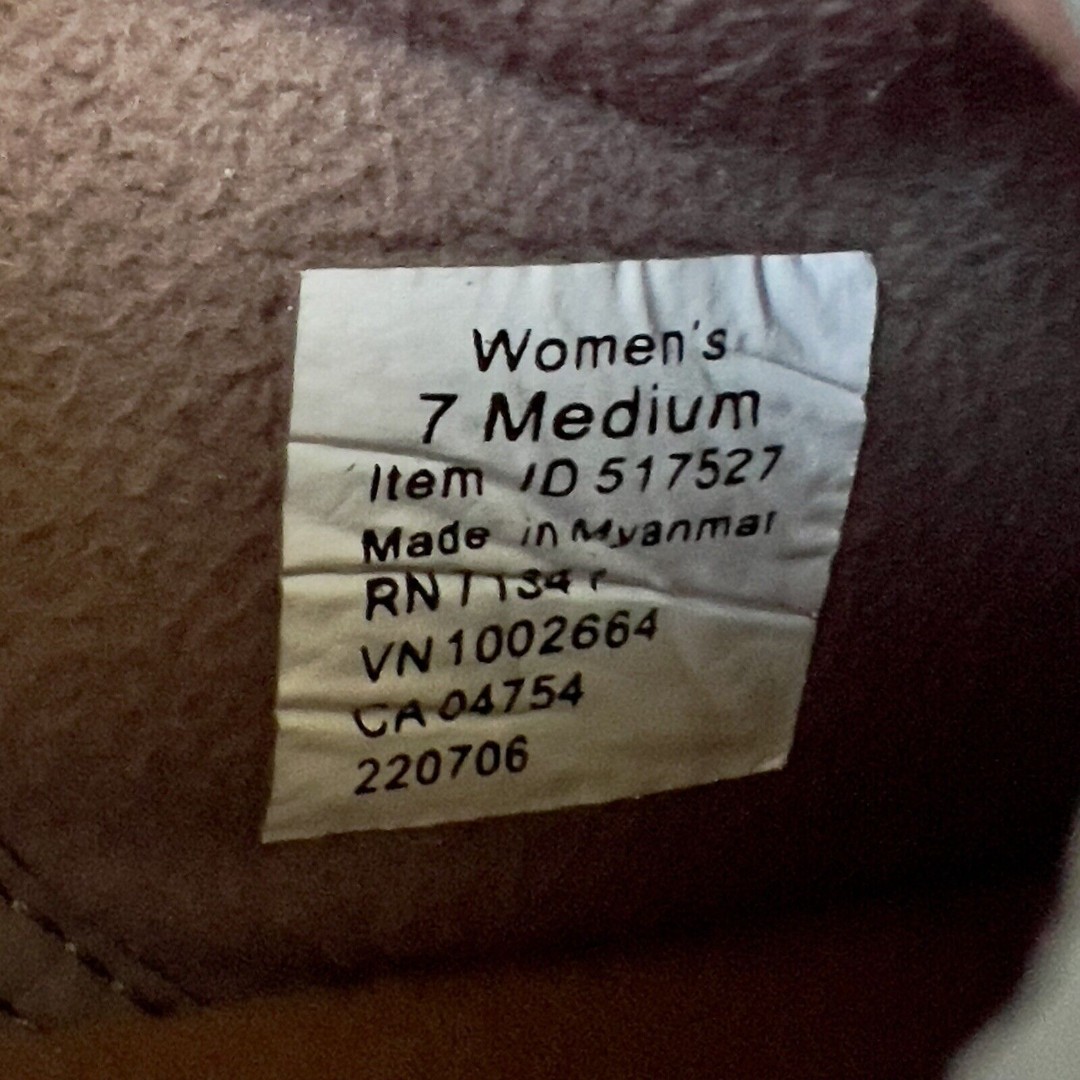 Women's
7 Medium
Item ID 517527
Made in Myanmar
RN
VN 1002664
CA 04754
220706